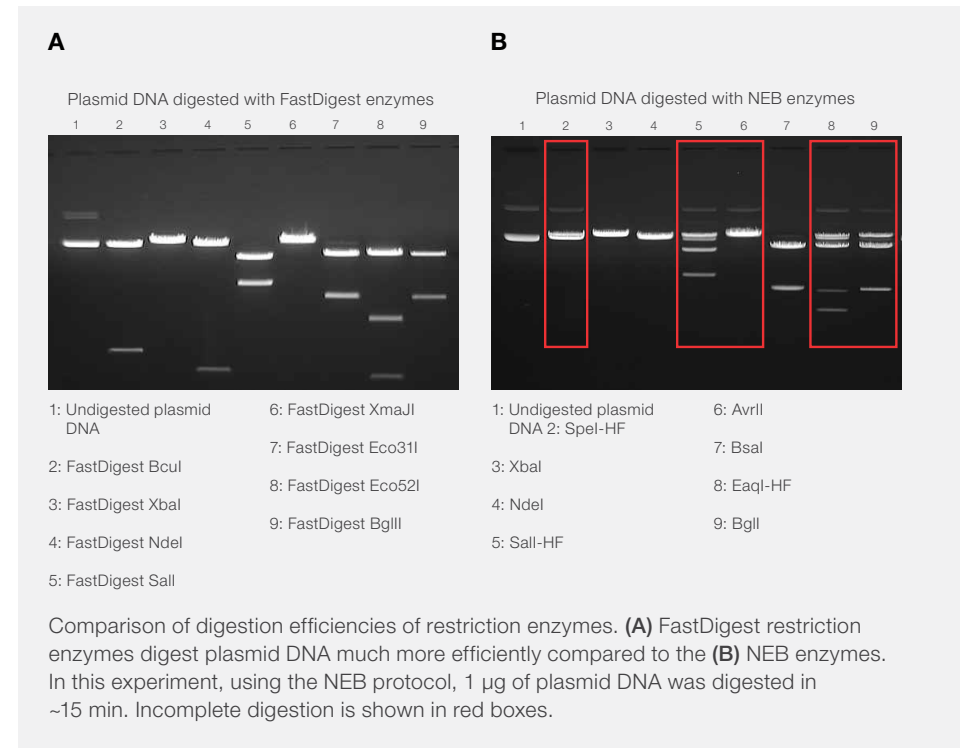 A
Plasmid DNA digested with FastDigest enzymes
1 2 3 4 5 6 7 8 9
1: Undigested plasmid
DNA
2: FastDigest BcuI
3: FastDigest XbaI
4: FastDigest NdeI
5: FastDigest SalI
6: FastDigest XmaJI
7: FastDigest Eco31I
8: FastDigest Eco52I
9: FastDigest BglII
B
Plasmid DNA digested with NEB enzymes
1 2 3 4 5 6 7 8 9
1: Undigested plasmid
DNA 2: SpeI-HF
3: XbaI
4: NdeI
5: SalI-HF
6: AvrII
7: BsaI
8: EaqI-HF
9: BglI
Comparison of digestion efficiencies of restriction enzymes. (A) FastDigest restriction
enzymes digest plasmid DNA much more efficiently compared to the (B) NEB enzymes.
In this experiment, using the NEB protocol, 1 µg of plasmid DNA was digested in
~15 min. Incomplete digestion is shown in red boxes.